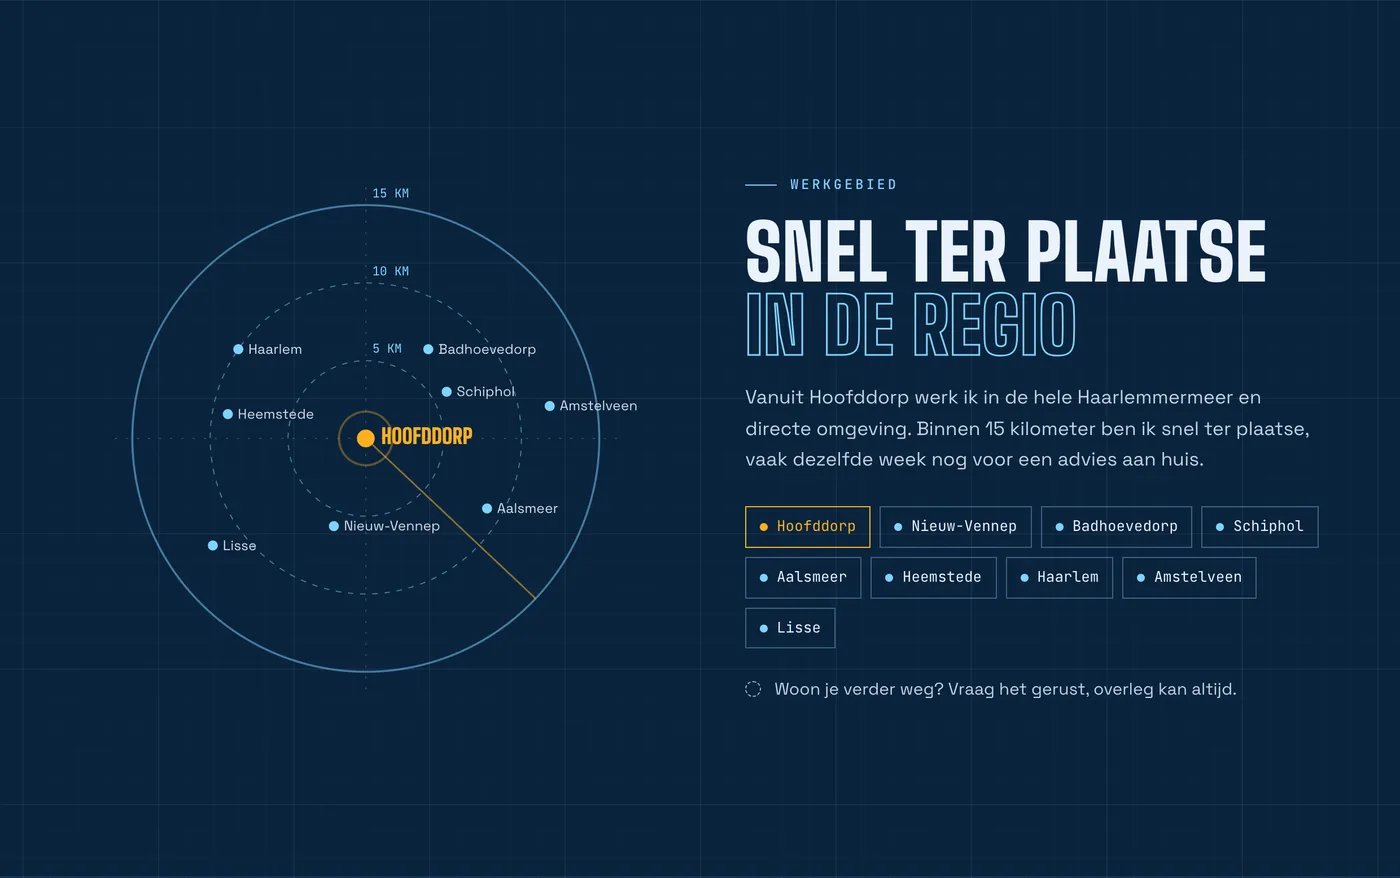 15 KM
10 KM
5 KM
Haarlem
Badhoevedorp
Schiphol
Amstelveen
Heemstede
HOOFDDORP
Aalsmeer
Nieuw-Vennep
Lisse
WERKGEBIED
SNEL TER PLAATSE
IN DE REGIO
Vanuit Hoofddorp werk ik in de hele Haarlemmermeer en
directe omgeving. Binnen 15 kilometer ben ik snel ter plaatse,
vaak dezelfde week nog voor een advies aan huis.
Hoofddorp Nieuw-Vennep Badhoevedorp Schiphol
Aalsmeer Heemstede Haarlem Amstelveen
Lisse
Woon je verder weg? Vraag het gerust, overleg kan altijd.